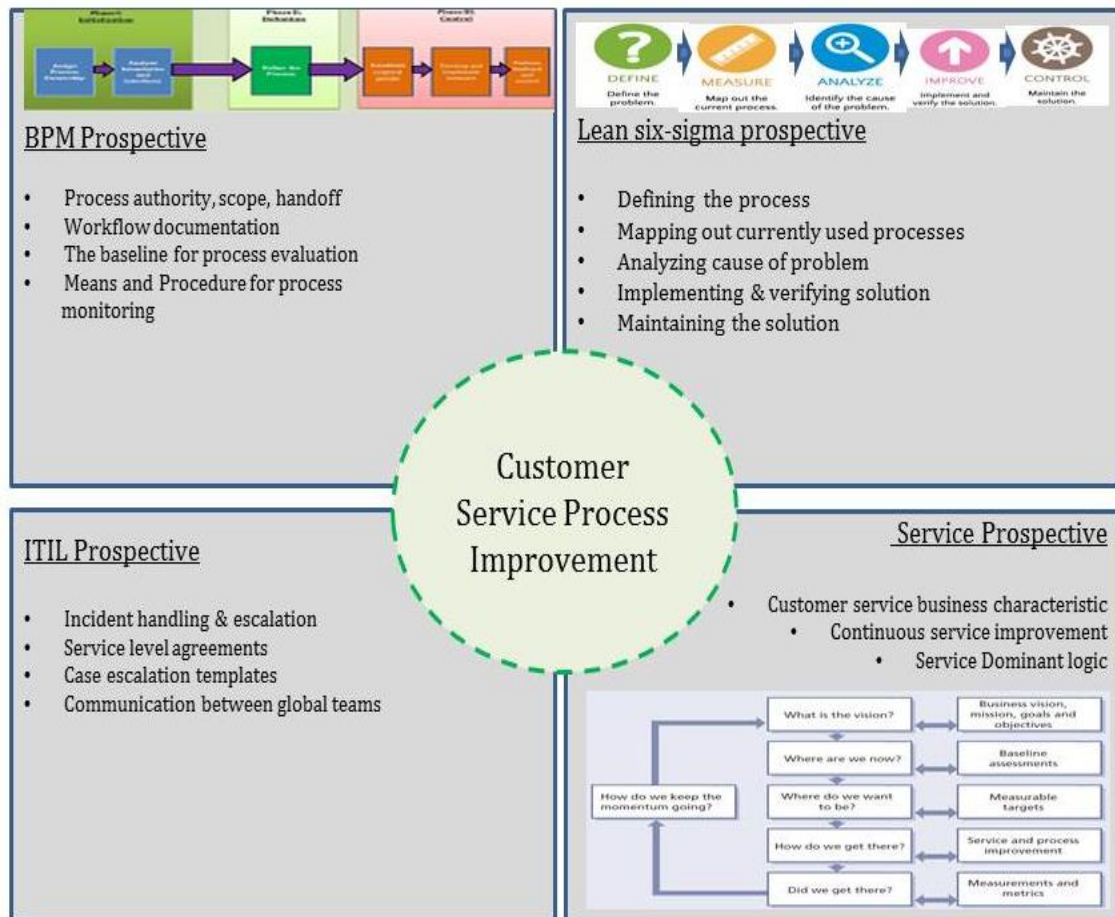 Define the
Process
DEFINE
Define the
problem.
MEASURE
Map out the
current process.
ANALYZE
Identify the cause
of the problem.
IMPROVE
Implement and
verify the solution.
CONTROL
Maintain the
solution.
BPM Prospective
• Process authority, scope, handoff
• Workflow documentation
• The baseline for process evaluation
• Means and Procedure for process
monitoring
Lean six-sigma prospective
• Defining the process
• Mapping out currently used processes
• Analyzing cause of problem
• Implementing & verifying solution
• Maintaining the solution
Customer
Service Process
Improvement
ITIL Prospective
• Incident handling & escalation
• Service level agreements
• Case escalation templates
• Communication between global teams
Service Prospective
• Customer service business characteristic
• Continuous service improvement
• Service Dominant logic
What is the vision?
Business vision,
mission, goals and
objectives
Where are we now?
Baseline
assessments
How do we keep the
momentum going?
Where do we want
to be?
Measurable
targets
How do we get there?
Service and process
improvement
Did we get there?
Measurements and
metrics